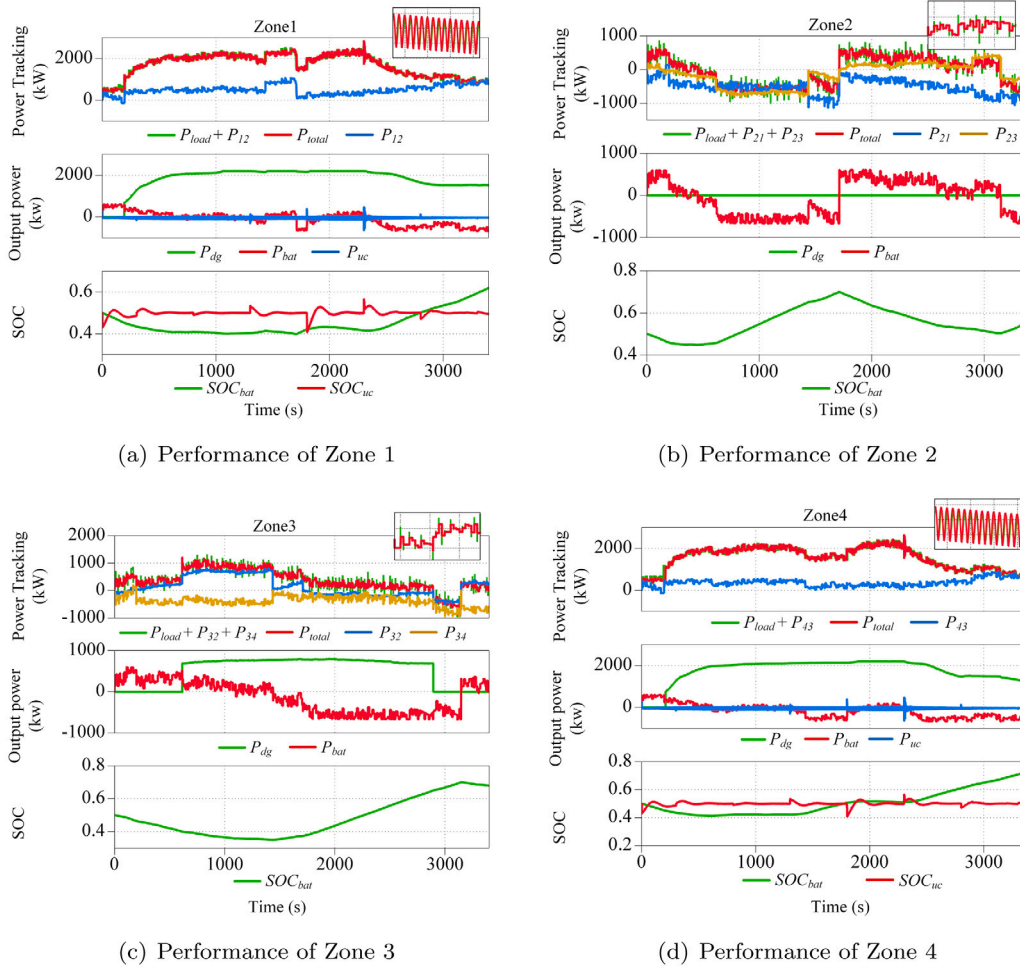 Zone1
Power Tracking
(kW)
2000
0
P_load + P_12 P_total P_12
Output power
(kw)
2000
0
P_dg P_bat P_uc
SOC
0.6
0.4
0 1000 2000 3000
SOC_bat SOC_uc
Time (s)
(a) Performance of Zone 1
Zone2
Power Tracking
(kW)
1000
0
-1000
P_load + P_21 + P_23 P_total P_21 P_23
Output power
(kw)
1000
0
-1000
P_dg P_bat
SOC
0.8
0.6
0.4
0 1000 2000 3000
SOC_bat
Time (s)
(b) Performance of Zone 2
Zone3
Power Tracking
(kW)
2000
1000
0
-1000
P_load + P_32 + P_34 P_total P_32 P_34
Output power
(kw)
1000
0
-1000
P_dg P_bat
SOC
0.8
0.6
0.4
0 1000 2000 3000
SOC_bat
Time (s)
(c) Performance of Zone 3
Zone4
Power Tracking
(kW)
2000
0
P_load + P_43 P_total P_43
Output power
(kw)
2000
0
P_dg P_bat P_uc
SOC
0.8
0.6
0.4
0.2
0 1000 2000 3000
SOC_bat SOC_uc
Time (s)
(d) Performance of Zone 4